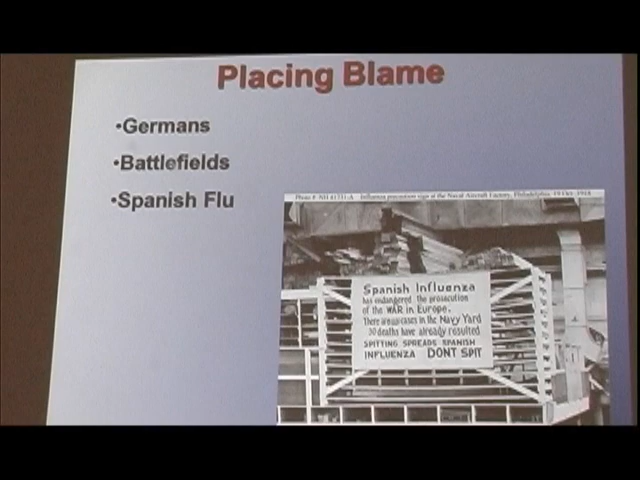 Placing Blame
•Germans
•Battlefields
•Spanish Flu
Photo # NH 41731-A Influenza precaution sign at the Naval Aircraft Factory, Philadelphia, 19 Oct. 1918.
Spanish Influenza
has endangered the prosecution
of the WAR in Europe.
There are cases in the Navy Yard
30 deaths have already resulted
SPITTING SPREADS SPANISH
INFLUENZA DONT SPIT